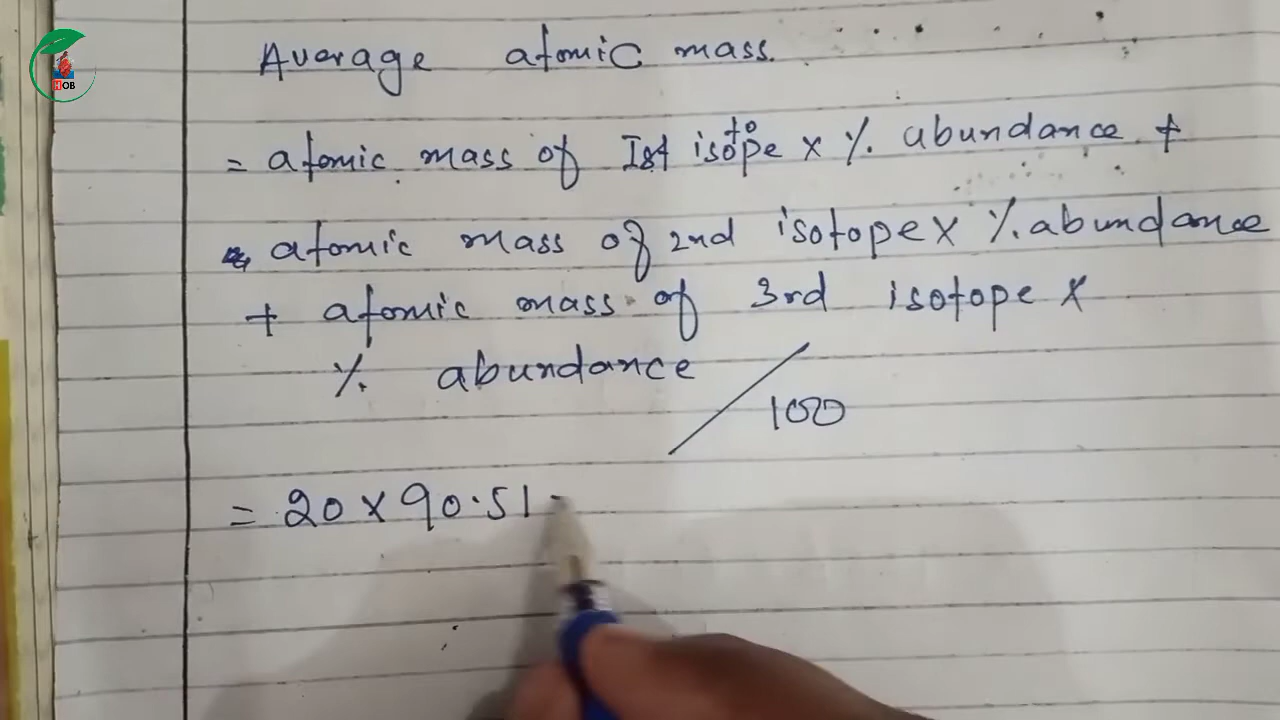 HOB
Average atomic mass.
= atomic mass of Ist isotope x % abundance +
atomic mass of 2nd isotope x % abundance
+ atomic mass of 3rd isotope x
% abundance / 100
= 20 x 90.51